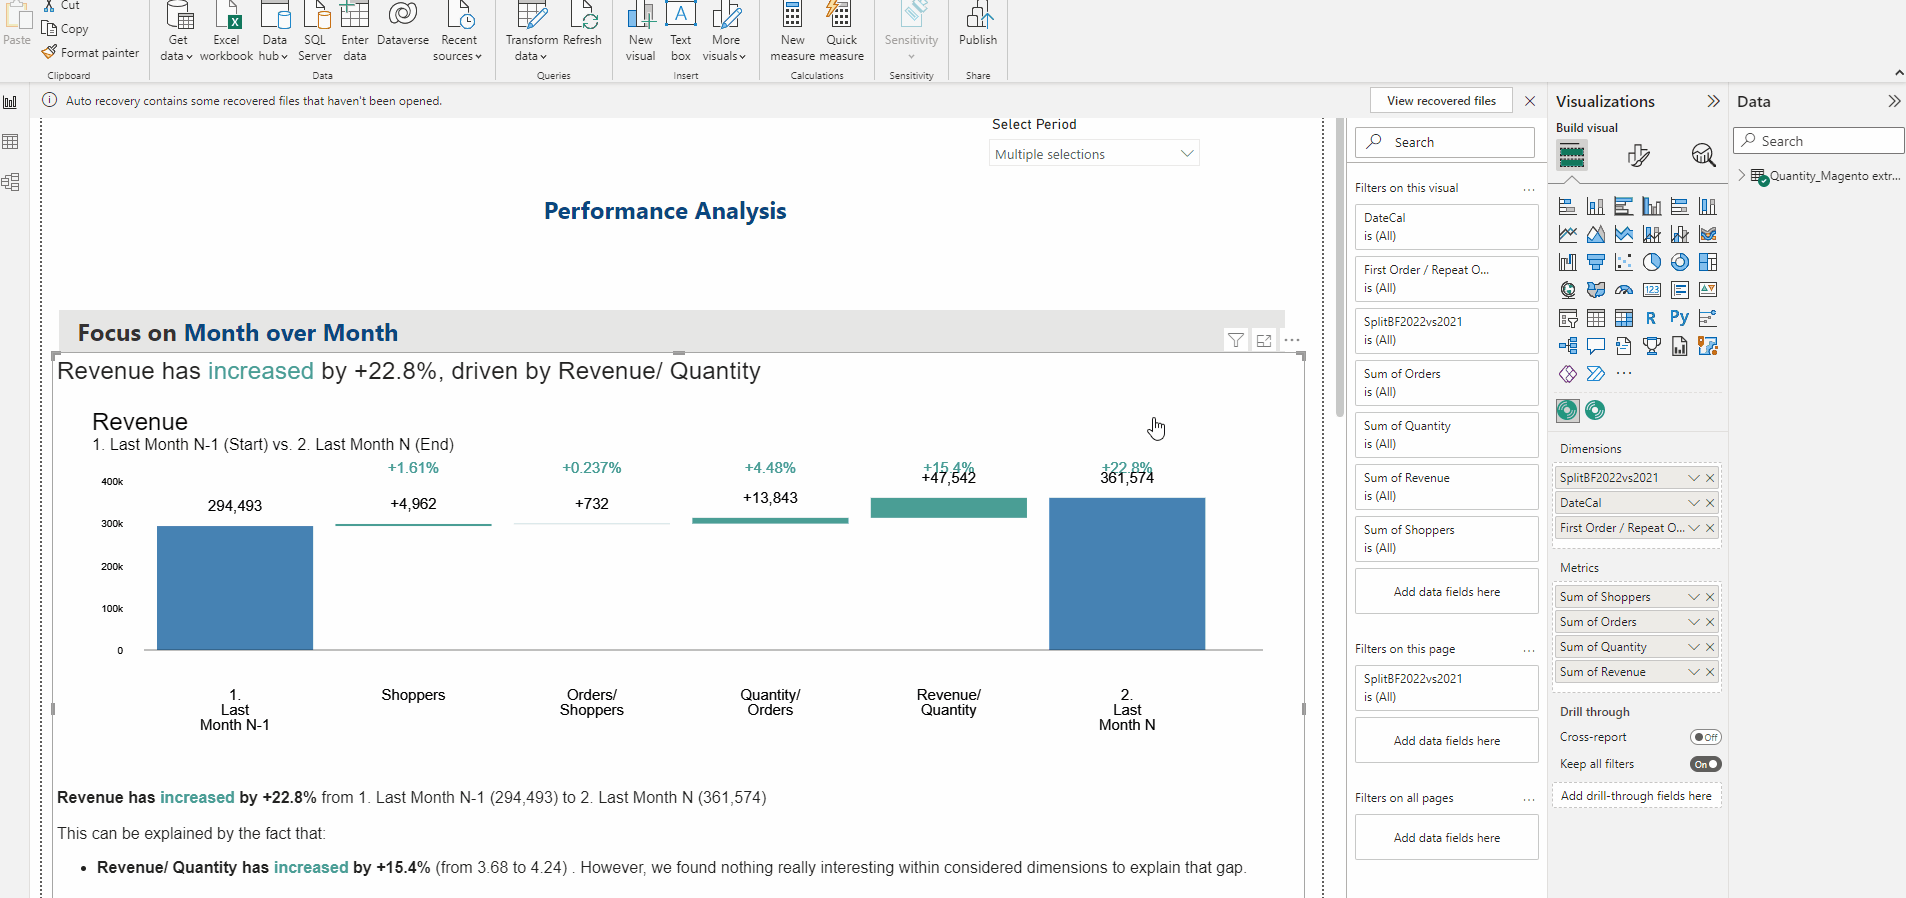 Cut
Copy
Format painter
Paste
Clipboard
Get data
Excel workbook
Data hub
SQL Server
Enter data
Dataverse
Recent sources
Data
Transform data
Refresh
Queries
New visual
Text box
More visuals
Insert
New measure
Quick measure
Calculations
Sensitivity
Sensitivity
Publish
Share
Auto recovery contains some recovered files that haven't been opened.
View recovered files
Select Period
Multiple selections
Performance Analysis
Focus on Month over Month
Revenue has increased by +22.8%, driven by Revenue/ Quantity
Revenue
1. Last Month N-1 (Start) vs. 2. Last Month N (End)
+1.61%
+0.237%
+4.48%
+15.4%
+22.8%
400k
300k
200k
100k
0
294,493
+4,962
+732
+13,843
+47,542
361,574
1.
Last
Month N-1
Shoppers
Orders/
Shoppers
Quantity/
Orders
Revenue/
Quantity
2.
Last
Month N
Revenue has increased by +22.8% from 1. Last Month N-1 (294,493) to 2. Last Month N (361,574)
This can be explained by the fact that:
• Revenue/ Quantity has increased by +15.4% (from 3.68 to 4.24) . However, we found nothing really interesting within considered dimensions to explain that gap.
Search
Filters on this visual
DateCal
is (All)
First Order / Repeat O...
is (All)
SplitBF2022vs2021
is (All)
Sum of Orders
is (All)
Sum of Quantity
is (All)
Sum of Revenue
is (All)
Sum of Shoppers
is (All)
Add data fields here
Filters on this page
SplitBF2022vs2021
is (All)
Add data fields here
Filters on all pages
Add data fields here
Visualizations
Build visual
123
R
Py
Dimensions
SplitBF2022vs2021
DateCal
First Order / Repeat O...
Metrics
Sum of Shoppers
Sum of Orders
Sum of Quantity
Sum of Revenue
Drill through
Cross-report
Off
Keep all filters
On
Add drill-through fields here
Data
Search
Quantity_Magento extr...